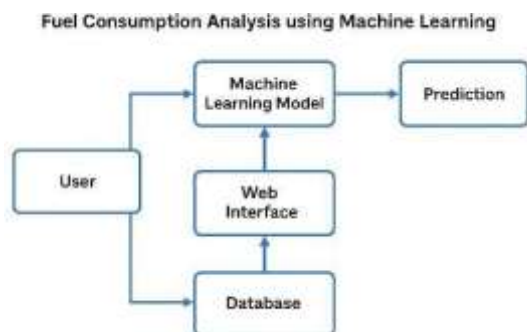 Fuel Consumption Analysis using Machine Learning
Machine
Learning Model
Prediction
User
Web
Interface
Database